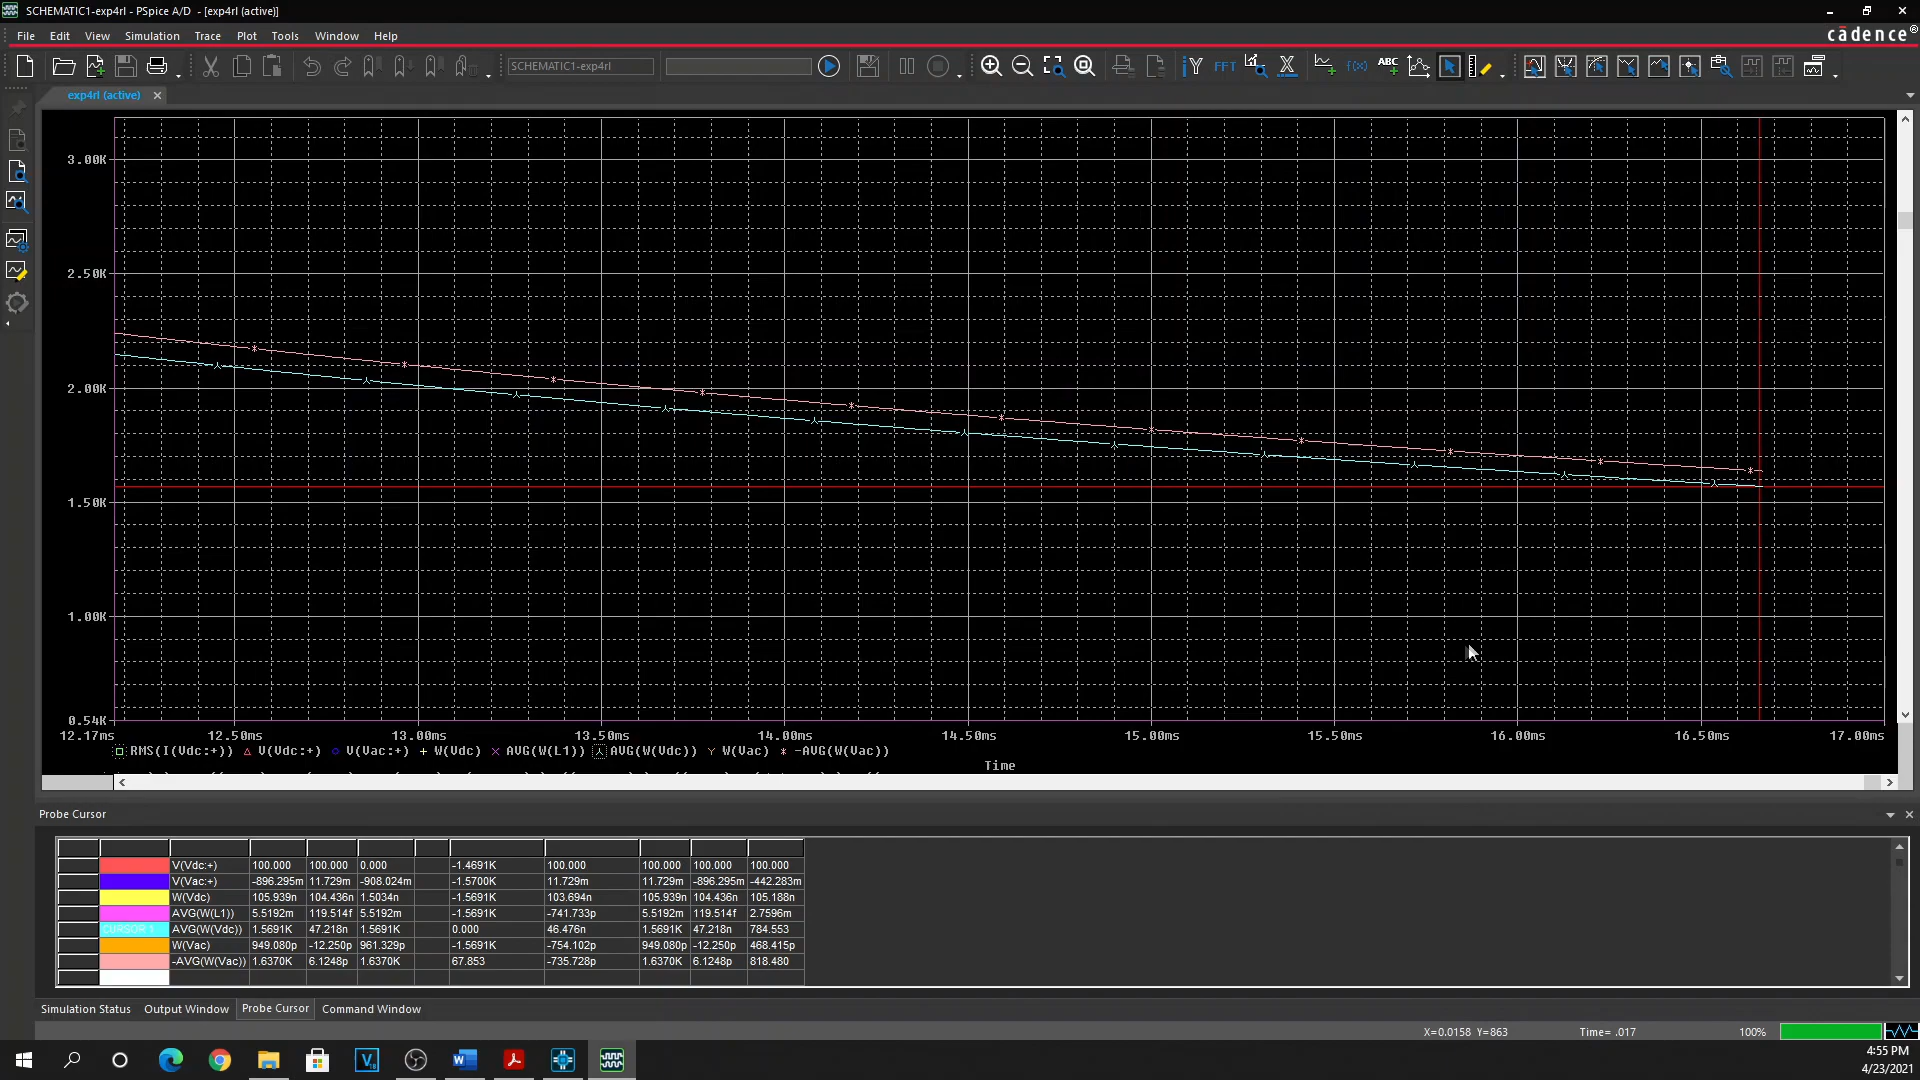 SCHEMATIC1-exp4rl - PSpice A/D - [exp4rl (active)]
File Edit View Simulation Trace Plot Tools Window Help
cadence®
SCHEMATIC1-exp4rl
FFT
ABC
exp4rl (active)
3.00K
2.50K
2.00K
1.50K
1.00K
0.54K
12.17ms 12.50ms 13.00ms 13.50ms 14.00ms 14.50ms 15.00ms 15.50ms 16.00ms 16.50ms 17.00ms
RMS(I(Vdc:+)) V(Vdc:+) V(Vac:+) W(Vdc) AVG(W(L1)) AVG(W(Vdc)) W(Vac) -AVG(W(Vac))
Time
Probe Cursor
V(Vdc:+) 100.000 100.000 0.000 -1.4691K 100.000 100.000 100.000 100.000
V(Vac:+) -896.295m 11.729m -908.024m -1.5700K 11.729m 11.729m -896.295m -442.283m
W(Vdc) 105.939n 104.436n 1.5034n -1.5691K 103.694n 105.939n 104.436n 105.188n
AVG(W(L1)) 5.5192m 119.514f 5.5192m -1.5691K -741.733p 5.5192m 119.514f 2.7596m
CURSOR 1 AVG(W(Vdc)) 1.5691K 47.218n 1.5691K 0.000 46.476n 1.5691K 47.218n 784.553
W(Vac) 949.080p -12.250p 961.329p -1.5691K -754.102p 949.080p -12.250p 468.415p
-AVG(W(Vac)) 1.6370K 6.1248p 1.6370K 67.853 -735.728p 1.6370K 6.1248p 818.480
Simulation Status Output Window Probe Cursor Command Window
X=0.0158 Y=863 Time= .017 100%
4:55 PM
4/23/2021